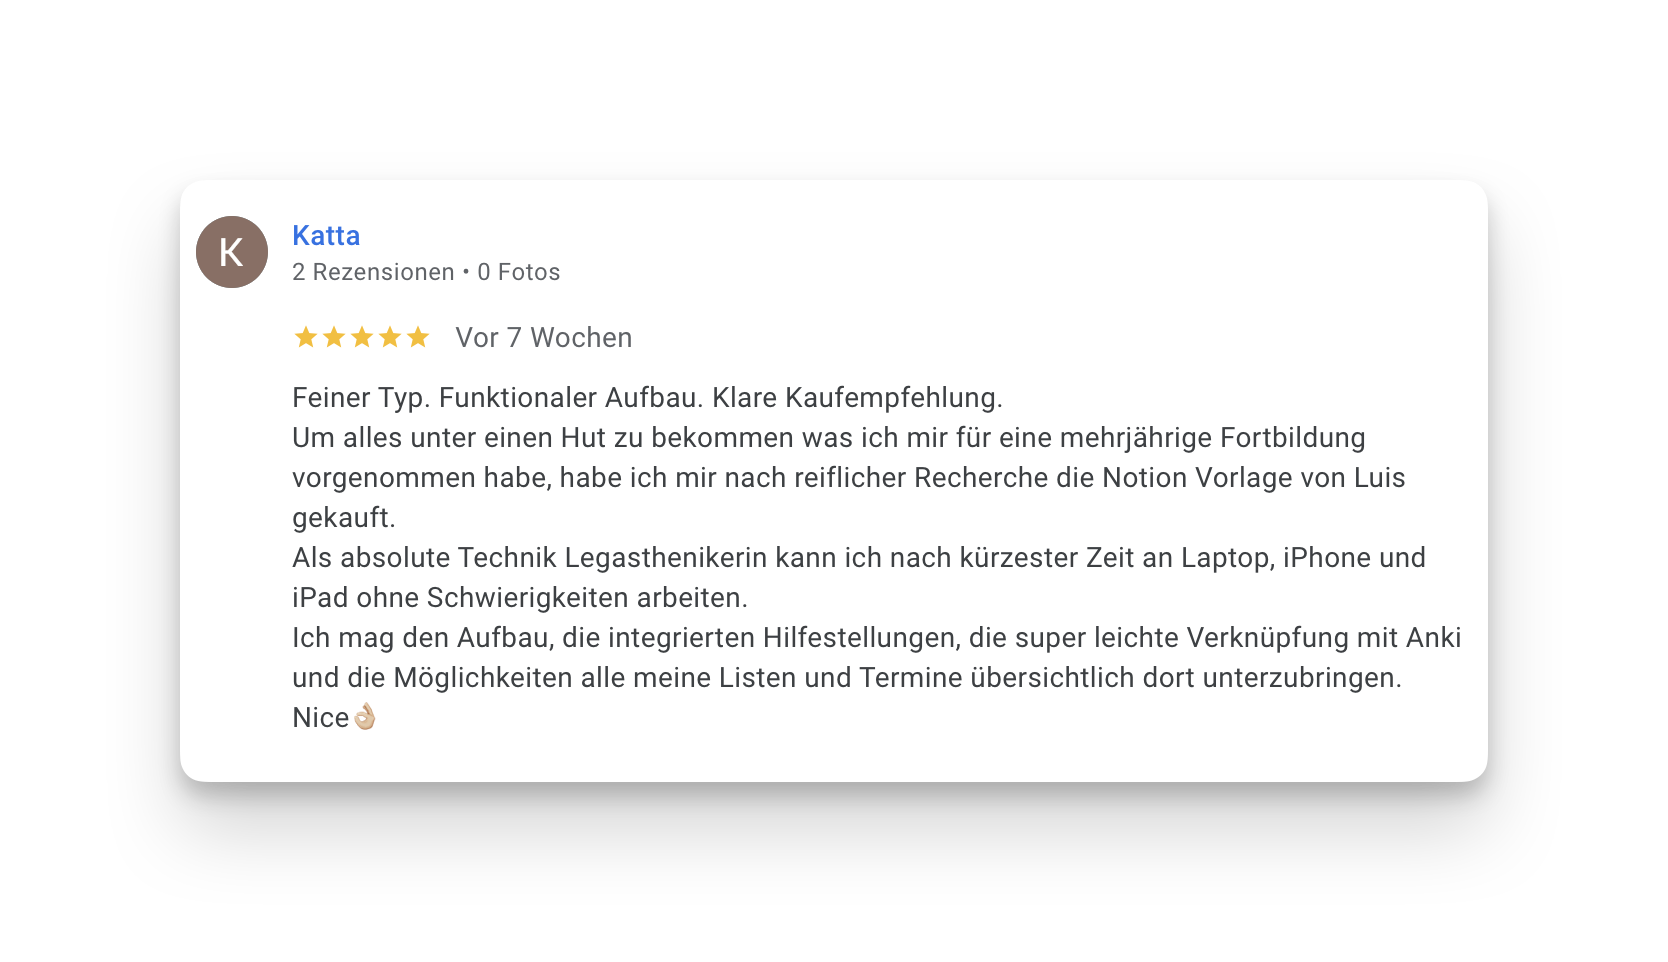 K
Katta
2 Rezensionen • 0 Fotos
★★★★★ Vor 7 Wochen
Feiner Typ. Funktionaler Aufbau. Klare Kaufempfehlung.
Um alles unter einen Hut zu bekommen was ich mir für eine mehrjährige Fortbildung
vorgenommen habe, habe ich mir nach reiflicher Recherche die Notion Vorlage von Luis
gekauft.
Als absolute Technik Legasthenikerin kann ich nach kürzester Zeit an Laptop, iPhone und
iPad ohne Schwierigkeiten arbeiten.
Ich mag den Aufbau, die integrierten Hilfestellungen, die super leichte Verknüpfung mit Anki
und die Möglichkeiten alle meine Listen und Termine übersichtlich dort unterzubringen.
Nice👌🏼